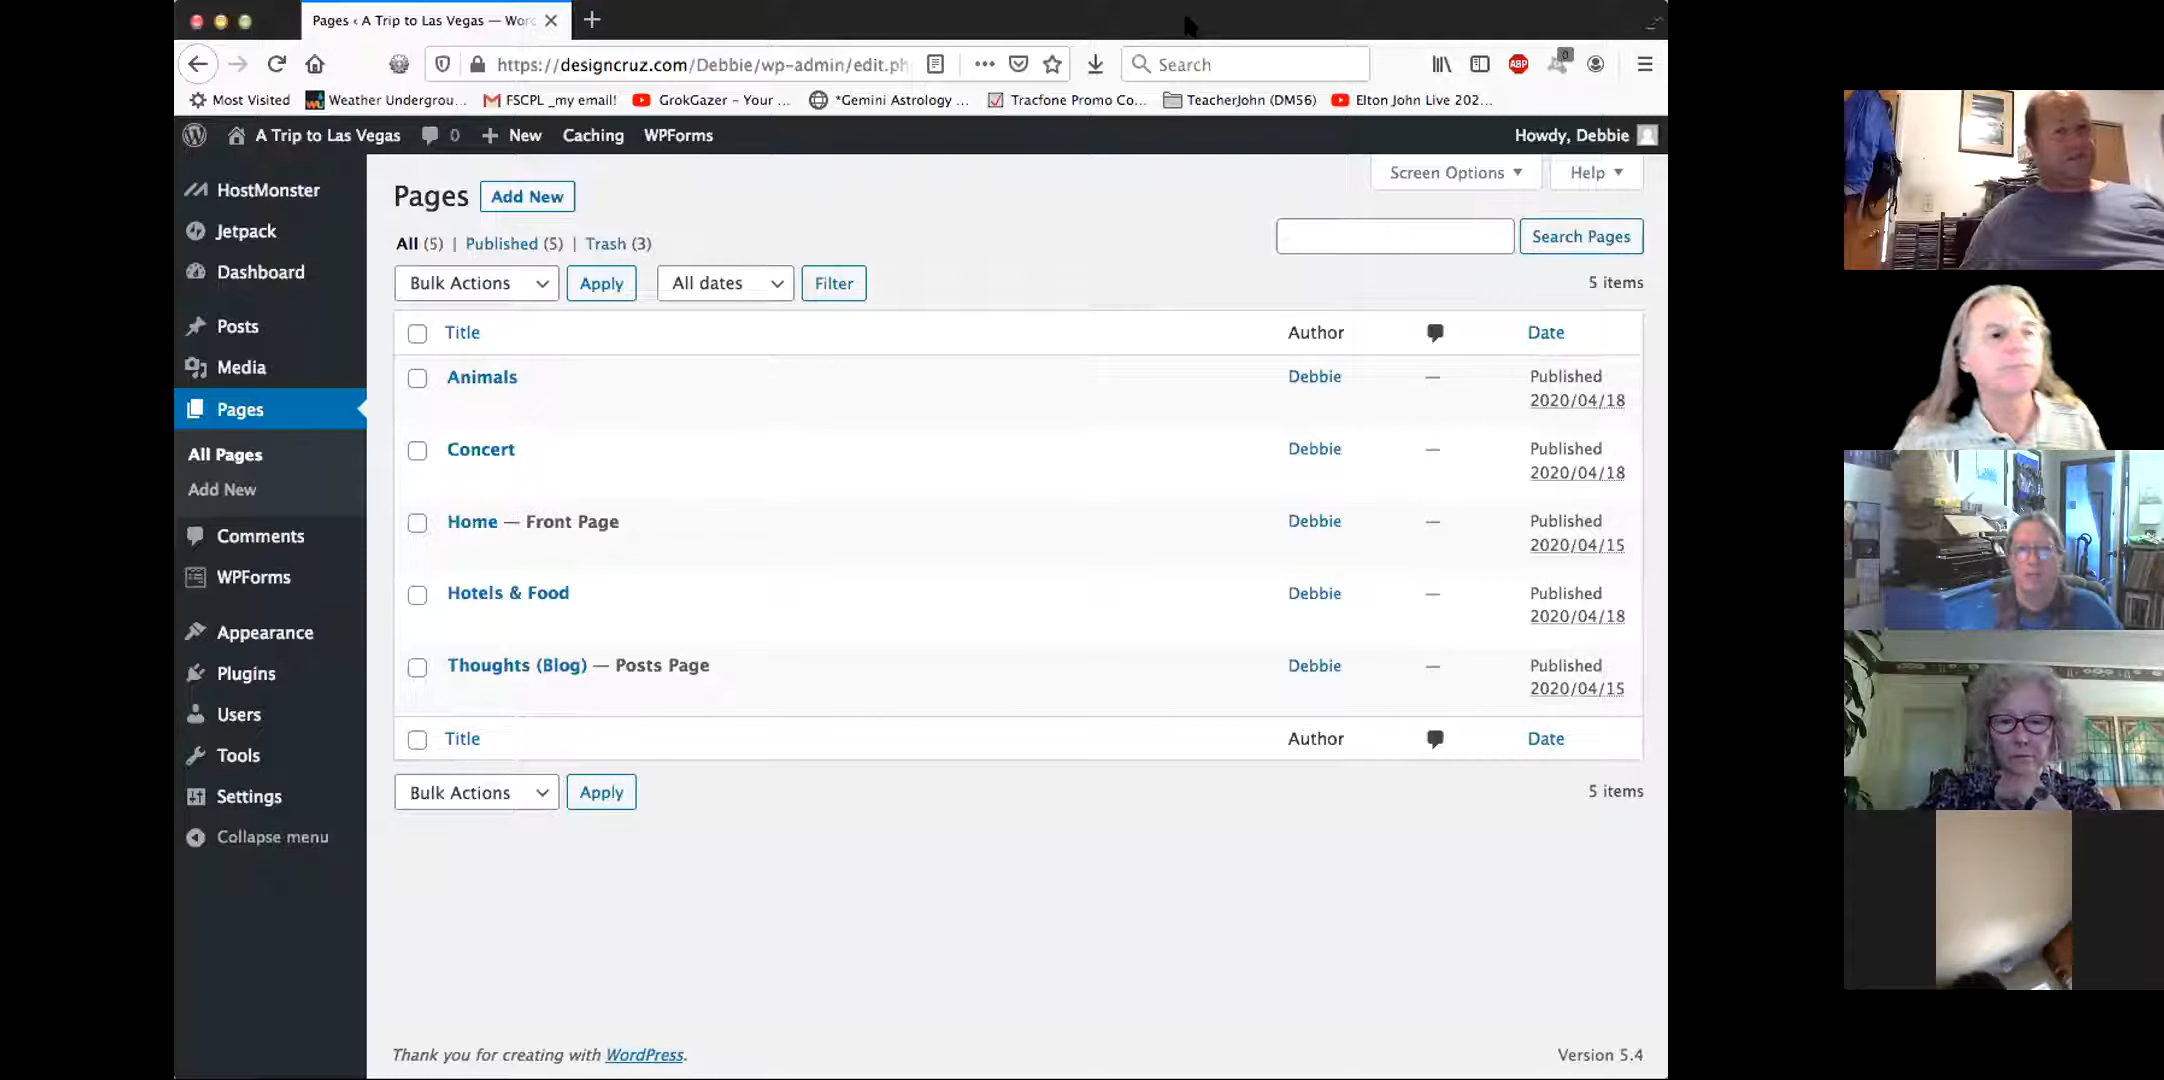 Pages ‹ A Trip to Las Vegas — Worc
https://designcruz.com/Debbie/wp-admin/edit.ph
Search
ABP
0
Most Visited
Weather Undergrou...
FSCPL _my email!
GrokGazer – Your ...
*Gemini Astrology ...
Tracfone Promo Co...
TeacherJohn (DM56)
Elton John Live 202...
A Trip to Las Vegas
0
New
Caching
WPForms
Howdy, Debbie
HostMonster
Jetpack
Dashboard
Posts
Media
Pages
All Pages
Add New
Comments
WPForms
Appearance
Plugins
Users
Tools
Settings
Collapse menu
Screen Options
Help
Pages
Add New
All (5) | Published (5) | Trash (3)
Search Pages
Bulk Actions
Apply
All dates
Filter
5 items
Title
Author
Date
Animals
Debbie
—
Published
2020/04/18
Concert
Debbie
—
Published
2020/04/18
Home — Front Page
Debbie
—
Published
2020/04/15
Hotels & Food
Debbie
—
Published
2020/04/18
Thoughts (Blog) — Posts Page
Debbie
—
Published
2020/04/15
Title
Author
Date
Bulk Actions
Apply
5 items
Thank you for creating with WordPress.
Version 5.4